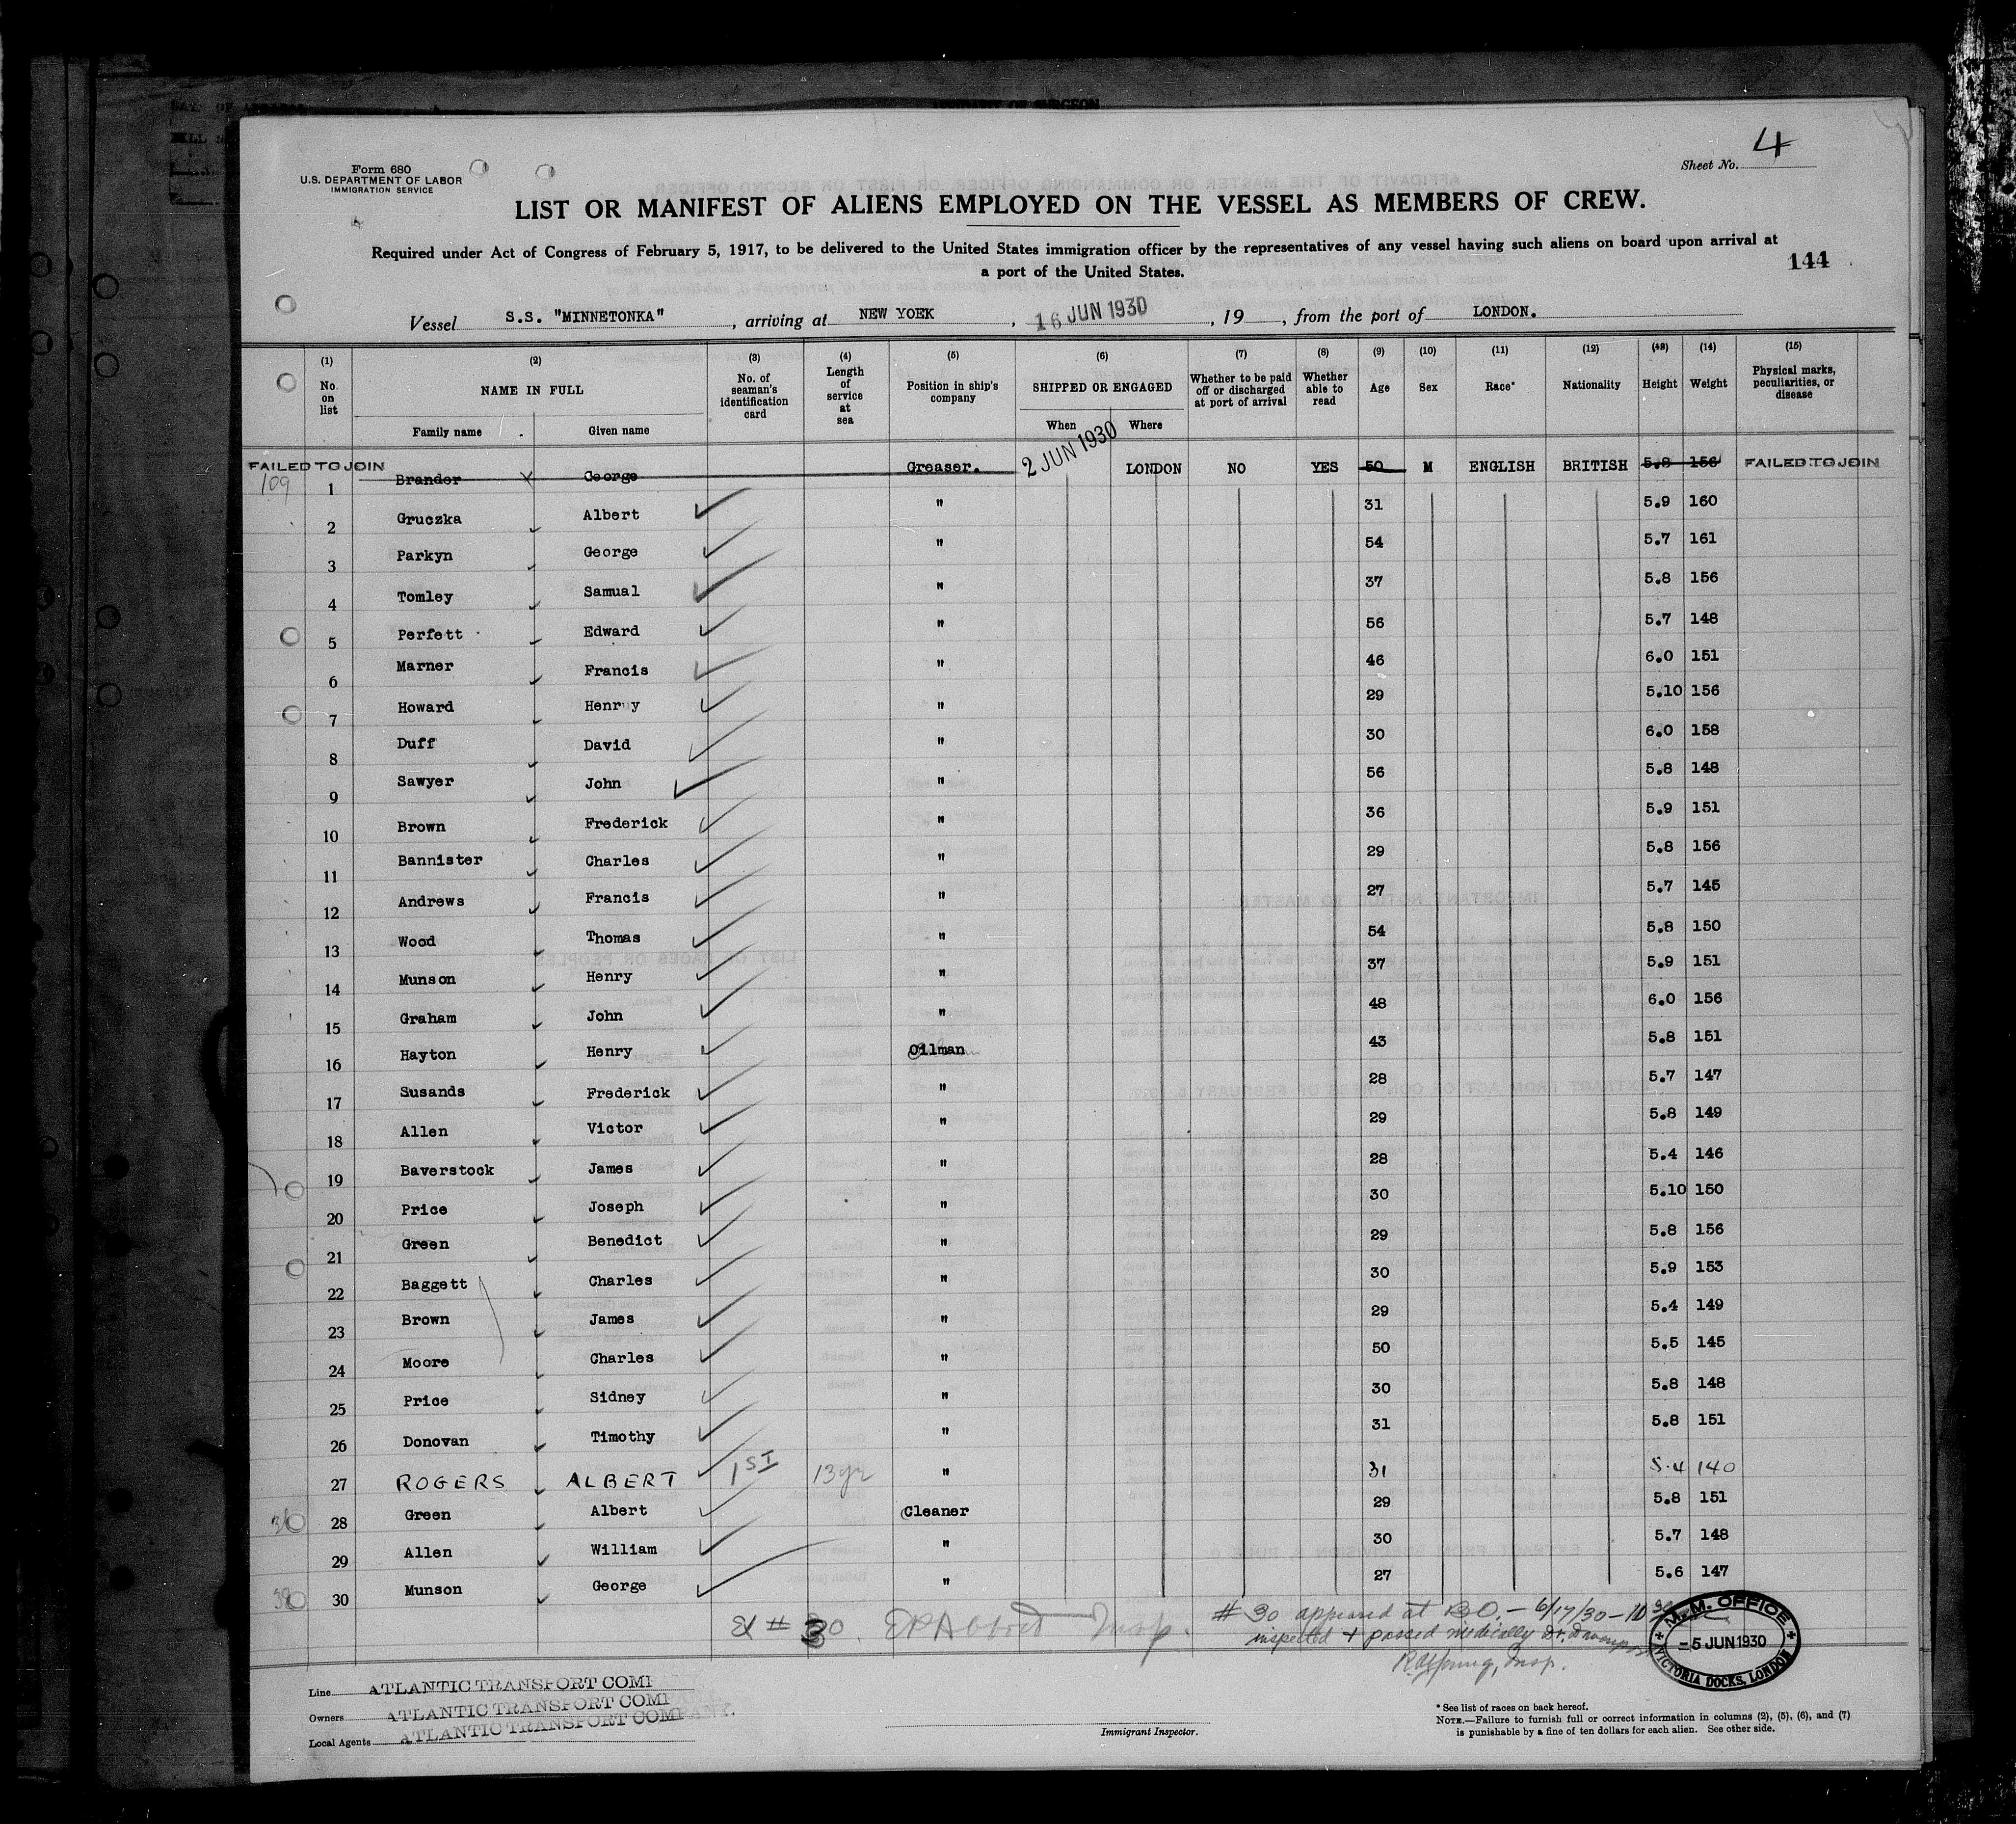 Form 680
U.S. DEPARTMENT OF LABOR
IMMIGRATION SERVICE
Sheet No. 4
LIST OR MANIFEST OF ALIENS EMPLOYED ON THE VESSEL AS MEMBERS OF CREW.
Required under Act of Congress of February 5, 1917, to be delivered to the United States immigration officer by the representatives of any vessel having such aliens on board upon arrival at
a port of the United States.
144
Vessel S.S. "MINNETONKA" , arriving at NEW YORK , 16 JUN 1930 , 19 , from the port of LONDON.
(1) (2) (3) (4) (5) (6) (7) (8) (9) (10) (11) (12) (13) (14) (15)
No. on list NAME IN FULL No. of seaman's identification card Length of service at sea Position in ship's company SHIPPED OR ENGAGED Whether to be paid off or discharged at port of arrival Whether able to read Age Sex Race* Nationality Height Weight Physical marks, peculiarities, or disease
Family name Given name When Where
FAILED TO JOIN
109
1 Brander X George Greaser. 2 JUN 1930 LONDON NO YES 50 M ENGLISH BRITISH 5.8 156 FAILED TO JOIN
2 Gruczka Albert " 31 5.9 160
3 Parkyn George " 54 5.7 161
4 Tomley Samual " 37 5.8 156
5 Perfett Edward " 56 5.7 148
6 Marner Francis " 46 6.0 151
7 Howard Henry " 29 5.10 156
8 Duff David " 30 6.0 158
9 Sawyer John " 56 5.8 148
10 Brown Frederick " 36 5.9 151
11 Bannister Charles " 29 5.8 156
12 Andrews Francis " 27 5.7 145
13 Wood Thomas " 54 5.8 150
14 Munson Henry " 37 5.9 151
15 Graham John " 48 6.0 156
16 Hayton Henry Oilman 43 5.8 151
17 Susands Frederick " 28 5.7 147
18 Allen Victor " 29 5.8 149
19 Baverstock James " 28 5.4 146
20 Price Joseph " 30 5.10 150
21 Green Benedict " 29 5.8 156
22 Baggett Charles " 30 5.9 153
23 Brown James " 29 5.4 149
24 Moore Charles " 50 5.5 145
25 Price Sidney " 30 5.8 148
26 Donovan Timothy " 31 5.8 151
27 ROGERS ALBERT 1ST 13yr " 31 5.4 140
28 Green Albert Cleaner 29 5.8 151
29 Allen William " 30 5.7 148
30 Munson George " 27 5.6 147
# 30 appeared at B.O. - 6/17/30 -
inspected + passed medically Dr.
Insp.
Ex # 30. EPAbbott Insp.
M.M. OFFICE
- 5 JUN 1930
VICTORIA DOCKS, LONDON
Line ATLANTIC TRANSPORT COMP
Owners ATLANTIC TRANSPORT COMP
Local Agents ATLANTIC TRANSPORT COMPANY.
Immigrant Inspector.
* See list of races on back hereof.
NOTE.—Failure to furnish full or correct information in columns (2), (5), (6), and (7)
is punishable by a fine of ten dollars for each alien. See other side.